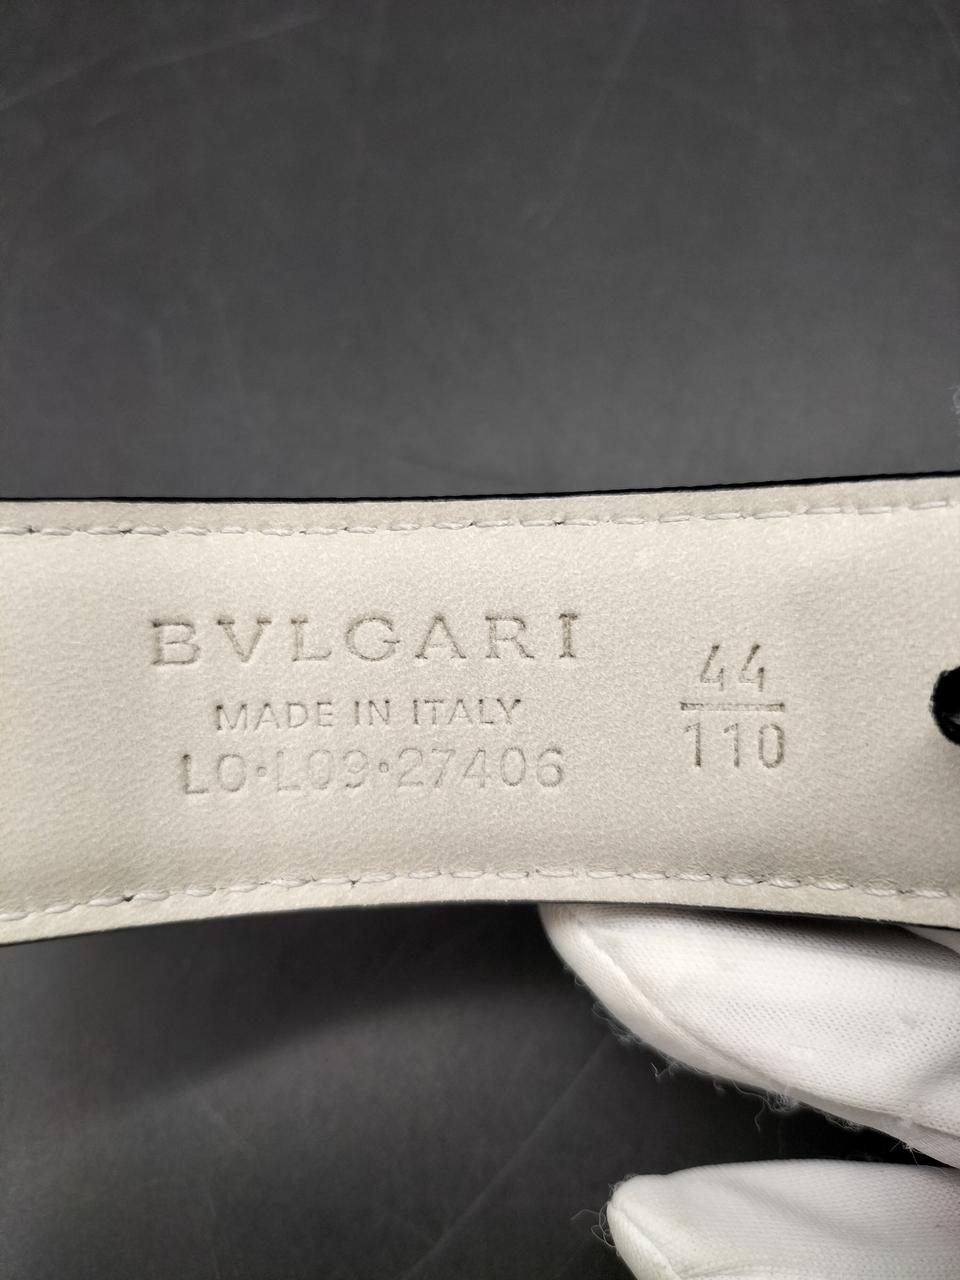 BVLGARI
MADE IN ITALY
LO·L09·27406
44
110